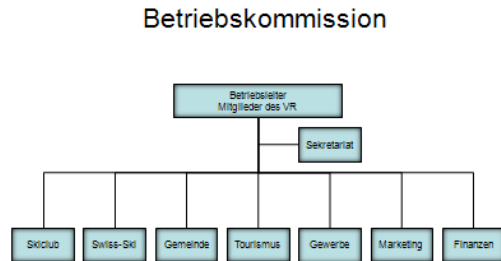 Betriebskommission
Betriebsleiter
Mitglieder des VR
Sekretariat
Skiclub
Swiss-Ski
Gemeinde
Tourismus
Gewerbe
Marketing
Finanzen